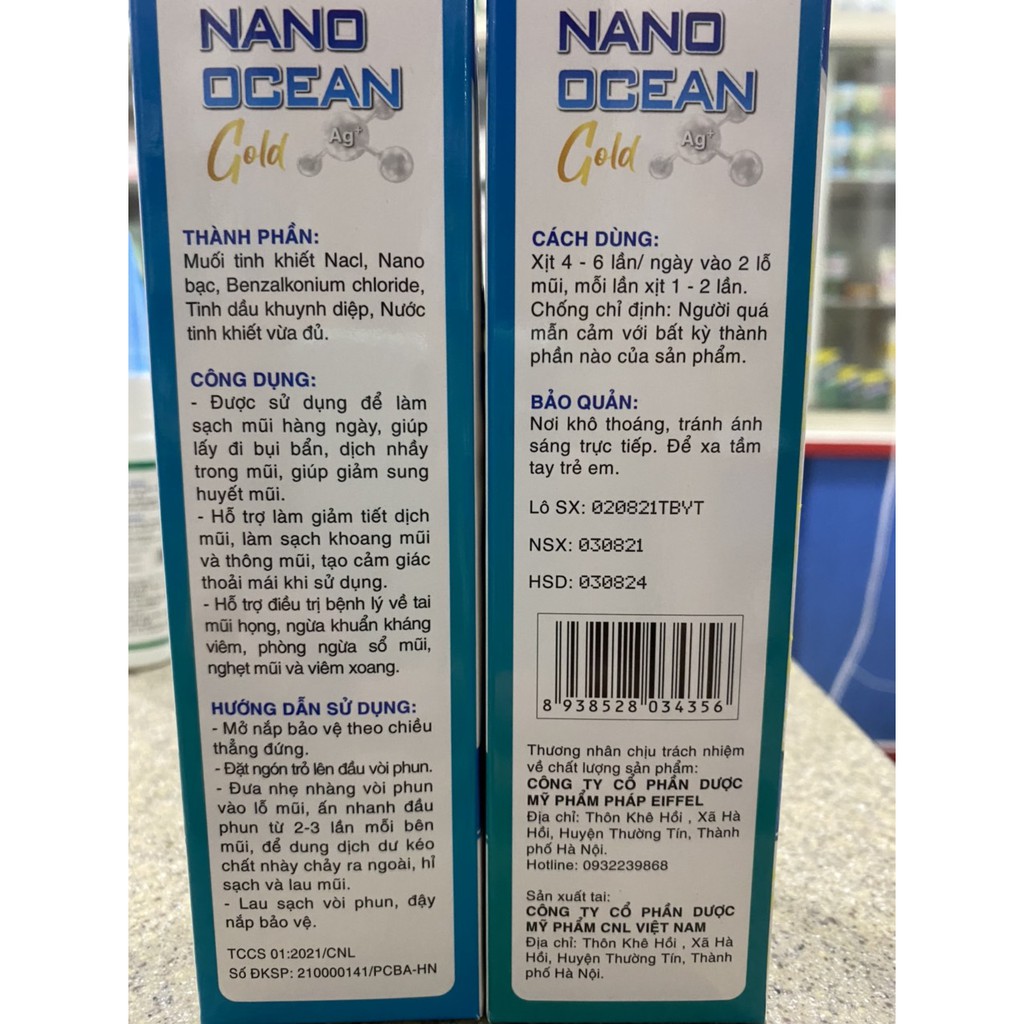 NANO
OCEAN
Gold
Ag+
THÀNH PHẦN:
Muối tinh khiết Nacl, Nano
bạc, Benzalkonium chloride,
Tinh dầu khuynh diệp, Nước
tinh khiết vừa đủ.
CÔNG DỤNG:
- Được sử dụng để làm
sạch mũi hàng ngày, giúp
lấy đi bụi bẩn, dịch nhầy
trong mũi, giúp giảm sung
huyết mũi.
- Hỗ trợ làm giảm tiết dịch
mũi, làm sạch khoang mũi
và thông mũi, tạo cảm giác
thoải mái khi sử dụng.
- Hỗ trợ điều trị bệnh lý về tai
mũi họng, ngừa khuẩn kháng
viêm, phòng ngừa sổ mũi,
nghẹt mũi và viêm xoang.
HƯỚNG DẪN SỬ DỤNG:
- Mở nắp bảo vệ theo chiều
thẳng đứng.
- Đặt ngón trỏ lên đầu vòi phun.
- Đưa nhẹ nhàng vòi phun
vào lỗ mũi, ấn nhanh đầu
phun từ 2-3 lần mỗi bên
mũi, để dung dịch dư kéo
chất nhày chảy ra ngoài, hỉ
sạch và lau mũi.
- Lau sạch vòi phun, đậy
nắp bảo vệ.
TCCS 01:2021/CNL
Số ĐKSP: 210000141/PCBA-HN
NANO
OCEAN
Gold
Ag+
CÁCH DÙNG:
Xịt 4 - 6 lần/ ngày vào 2 lỗ
mũi, mỗi lần xịt 1 - 2 lần.
Chống chỉ định: Người quá
mẫn cảm với bất kỳ thành
phần nào của sản phẩm.
BẢO QUẢN:
Nơi khô thoáng, tránh ánh
sáng trực tiếp. Để xa tầm
tay trẻ em.
Lô SX: 020821TBYT
NSX: 030821
HSD: 030824
8 938528 034356
Thương nhân chịu trách nhiệm
về chất lượng sản phẩm:
CÔNG TY CỔ PHẦN DƯỢC
MỸ PHẨM PHÁP EIFFEL
Địa chỉ: Thôn Khê Hồi , Xã Hà
Hồi, Huyện Thường Tín, Thành
phố Hà Nội.
Hotline: 0932239868
Sản xuất tại:
CÔNG TY CỔ PHẦN DƯỢC
MỸ PHẨM CNL VIỆT NAM
Địa chỉ: Thôn Khê Hồi , Xã Hà
Hồi, Huyện Thường Tín, Thành
phố Hà Nội.